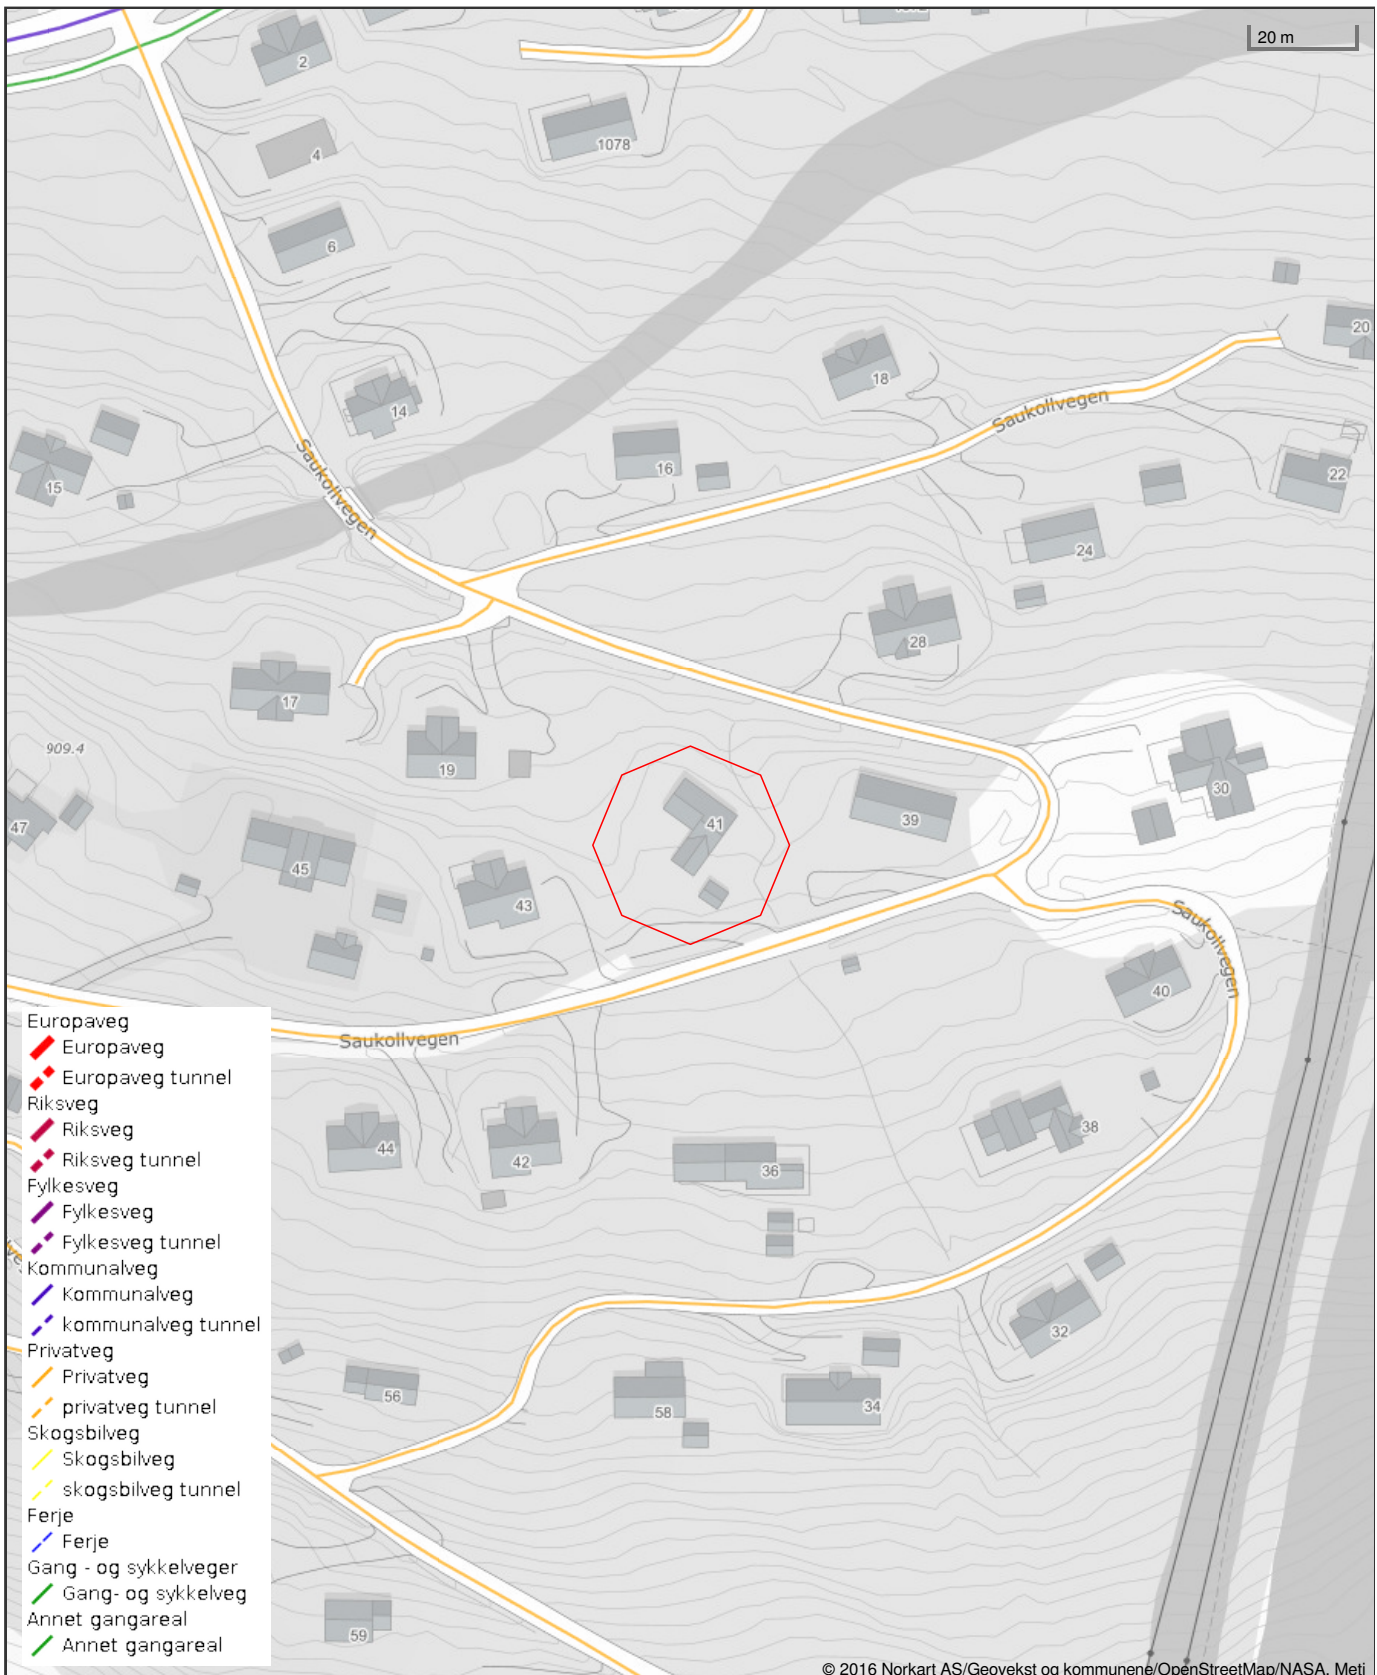 20 m
2
1078
4
6
20
18
14
Saukollvegen
16
22
15
Saukollvegen
24
28
17
909.4
19
30
41
39
47
45
43
Saukollvegen
40
Saukollvegen
38
44
42
36
32
56
58
34
59
Europaveg
Europaveg
Europaveg tunnel
Riksveg
Riksveg
Riksveg tunnel
Fylkesveg
Fylkesveg
Fylkesveg tunnel
Kommunalveg
Kommunalveg
kommunalveg tunnel
Privatveg
Privatveg
privatveg tunnel
Skogsbilveg
Skogsbilveg
skogsbilveg tunnel
Ferje
Ferje
Gang - og sykkelveger
Gang- og sykkelveg
Annet gangareal
Annet gangareal
© 2016 Norkart AS/Geovekst og kommunene/OpenStreetMap/NASA, Meti